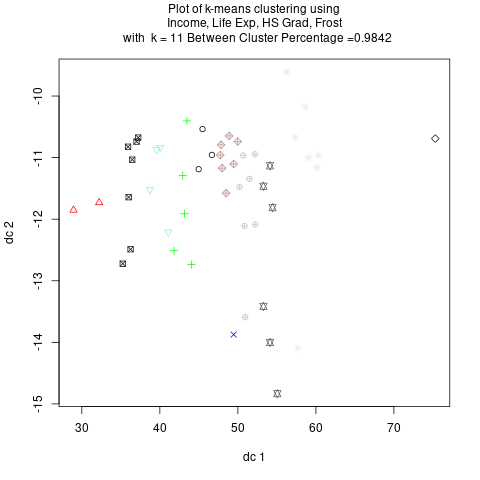 Plot of k-means clustering using
Income, Life Exp, HS Grad, Frost
with k = 11 Between Cluster Percentage =0.9842
-10
-11
-12
-13
-14
-15
dc 2
30 40 50 60 70
dc 1